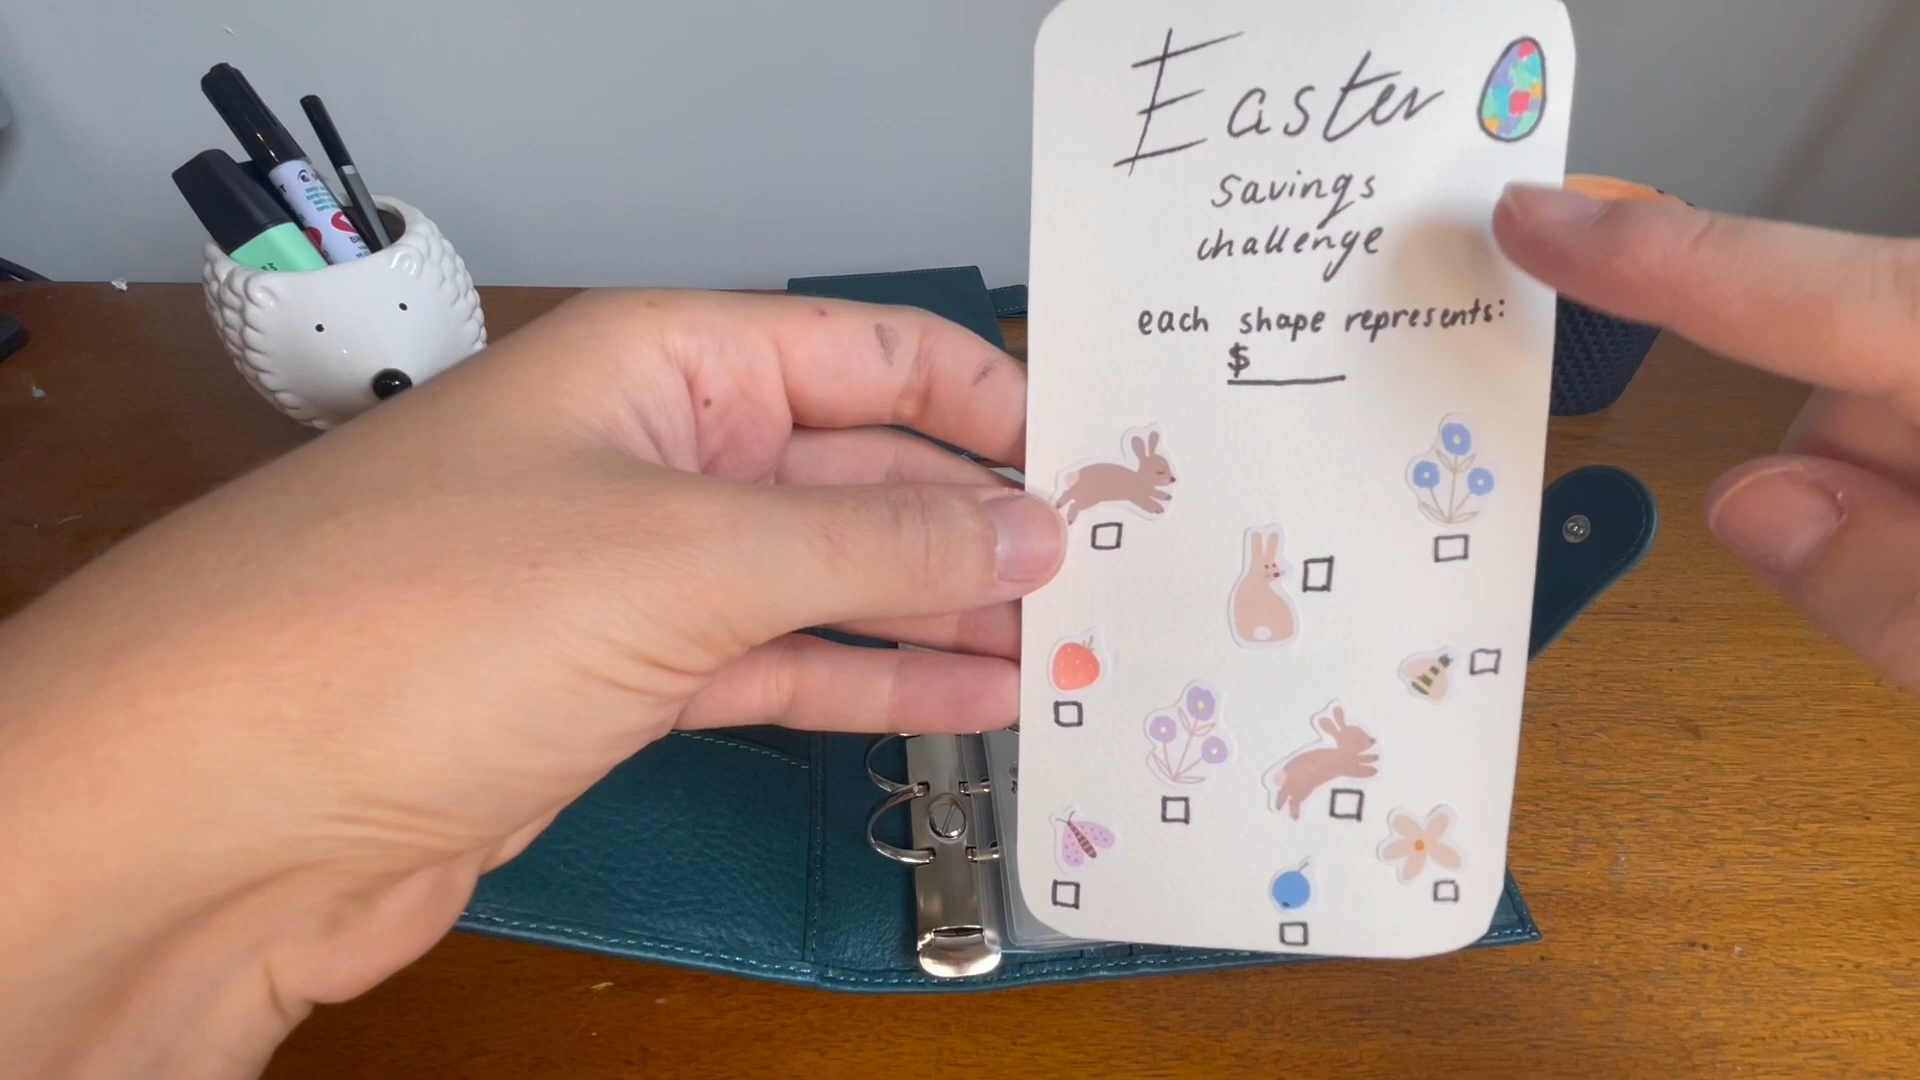 Easter
savings
challenge
each shape represents:
$